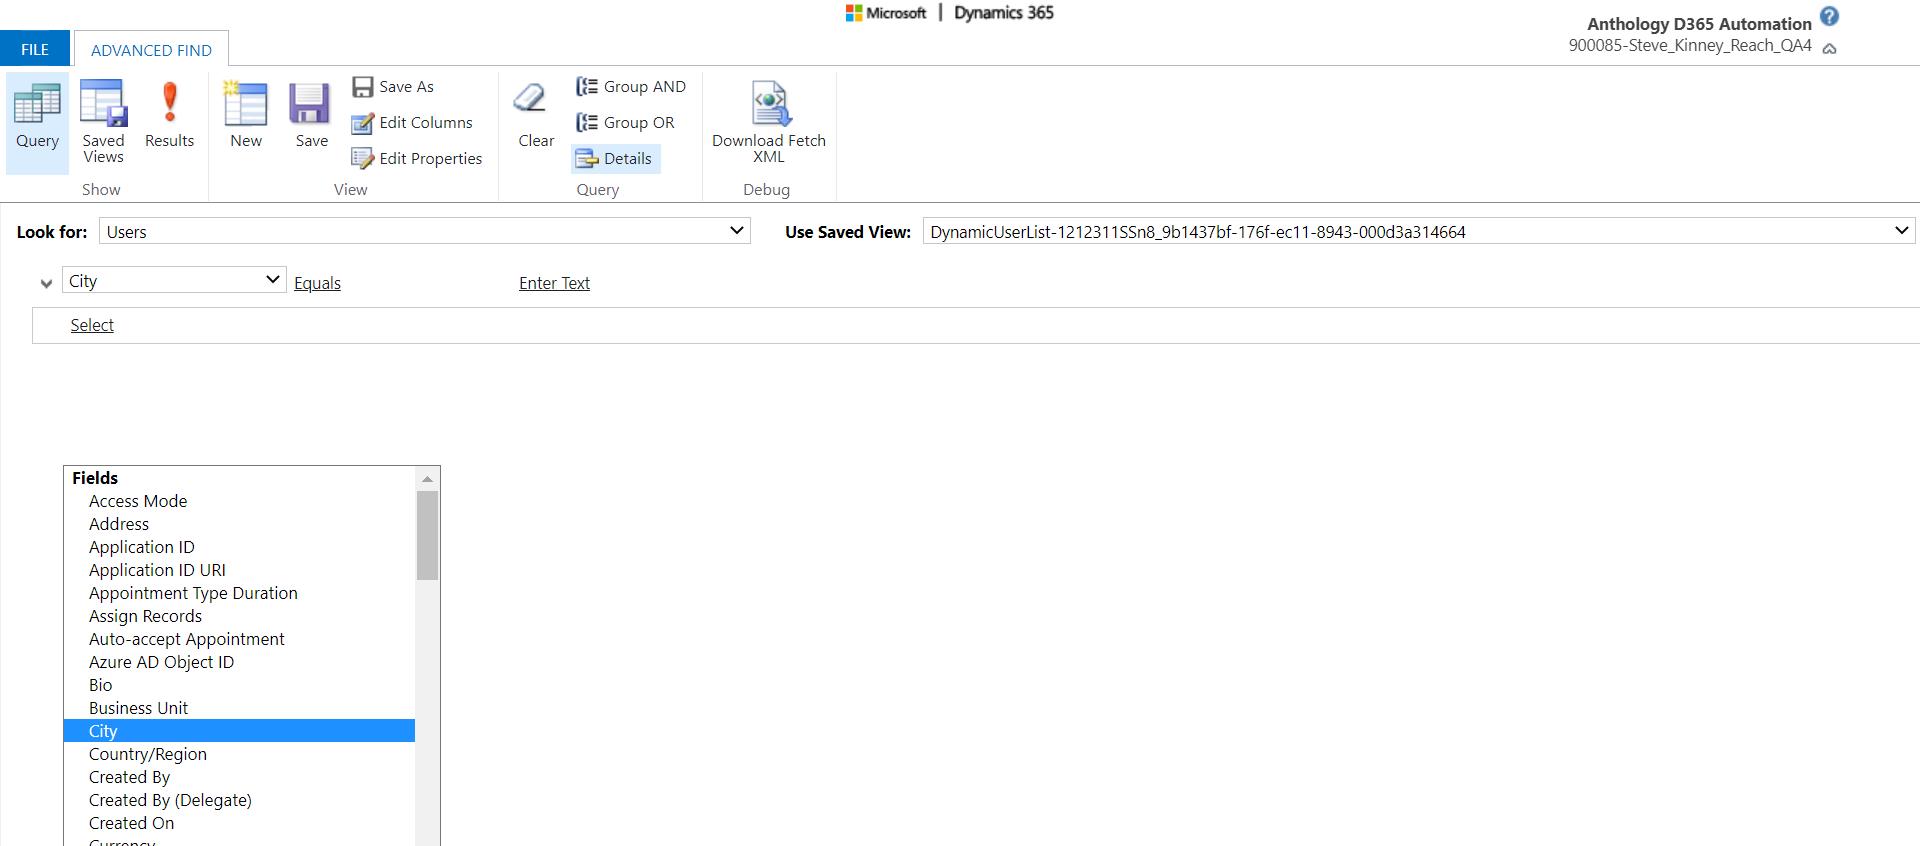 Microsoft | Dynamics 365
Anthology D365 Automation
900085-Steve_Kinney_Reach_QA4
FILE
ADVANCED FIND
Query
Saved Views
Results
Show
New
Save
Save As
Edit Columns
Edit Properties
View
Clear
Group AND
Group OR
Details
Query
Download Fetch XML
Debug
Look for: Users
Use Saved View: DynamicUserList-1212311SSn8_9b1437bf-176f-ec11-8943-000d3a314664
City Equals Enter Text
Select
Fields
Access Mode
Address
Application ID
Application ID URI
Appointment Type Duration
Assign Records
Auto-accept Appointment
Azure AD Object ID
Bio
Business Unit
City
Country/Region
Created By
Created By (Delegate)
Created On
Currency